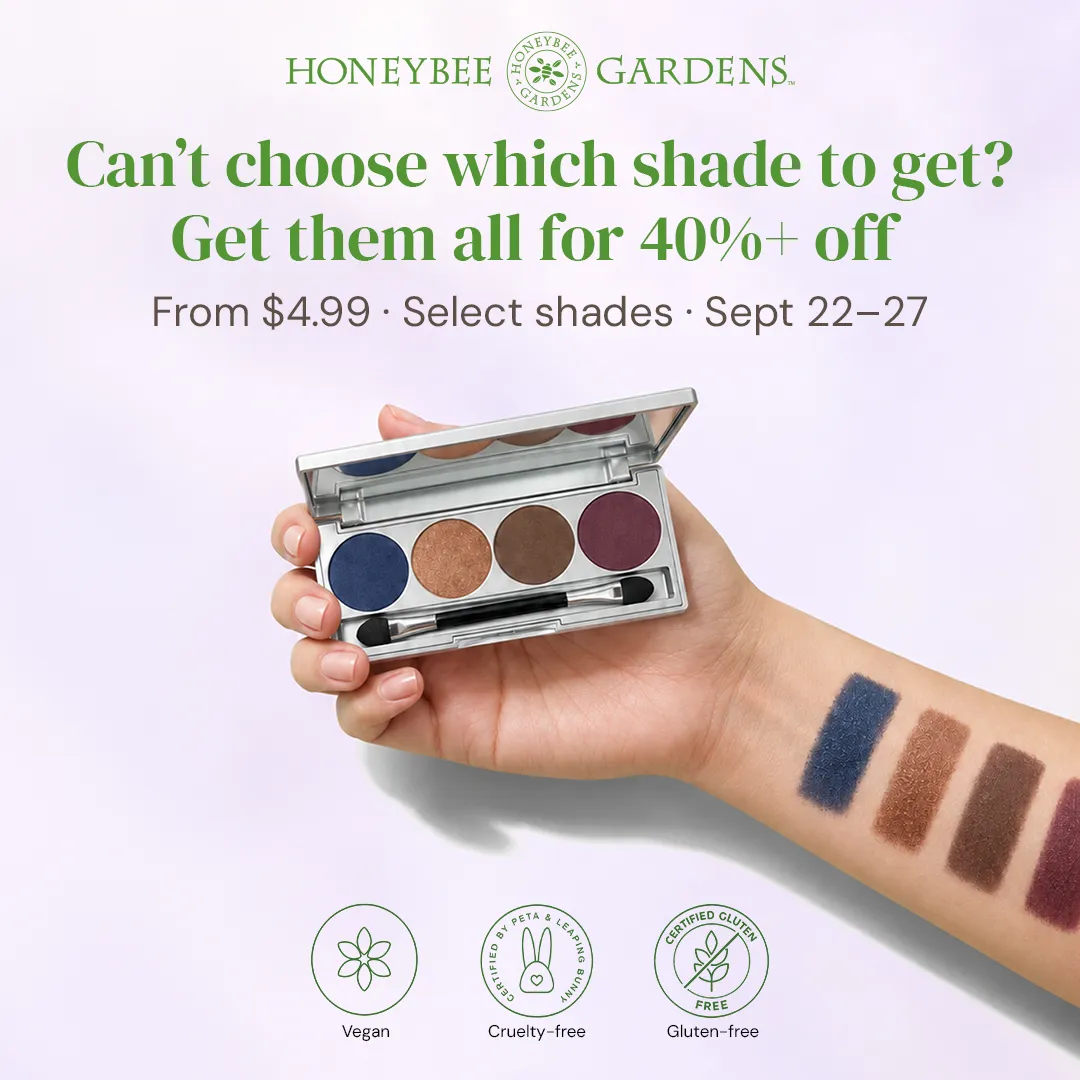 HONEYBEE HONEYBEE GARDENS GARDENS™
Can't choose which shade to get?
Get them all for 40%+ off
From $4.99 · Select shades · Sept 22–27
CERTIFIED BY PETA & LEAPING BUNNY
CERTIFIED GLUTEN
FREE
Vegan
Cruelty-free
Gluten-free